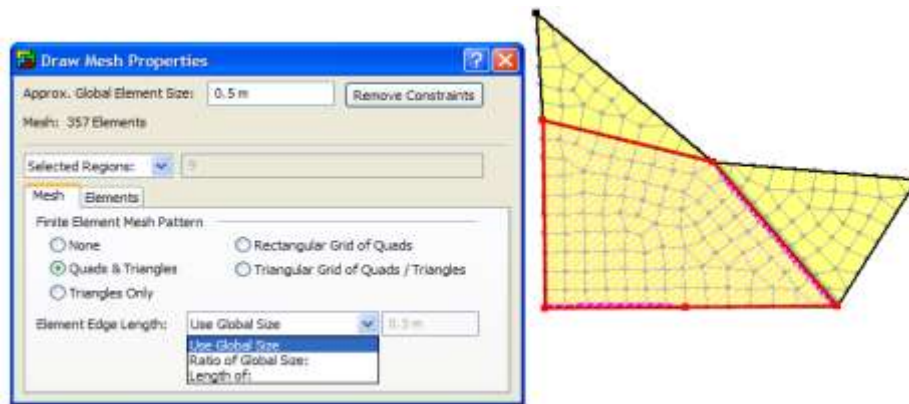 Draw Mesh Properties
Approx. Global Element Size: 0.5 m Remove Constraints
Mesh: 357 Elements
Selected Regions: 9
Mesh Elements
Finite Element Mesh Pattern
None Rectangular Grid of Quads
Quads & Triangles Triangular Grid of Quads / Triangles
Triangles Only
Element Edge Length: Use Global Size 0.5 m
Use Global Size
Ratio of Global Size:
Length of: